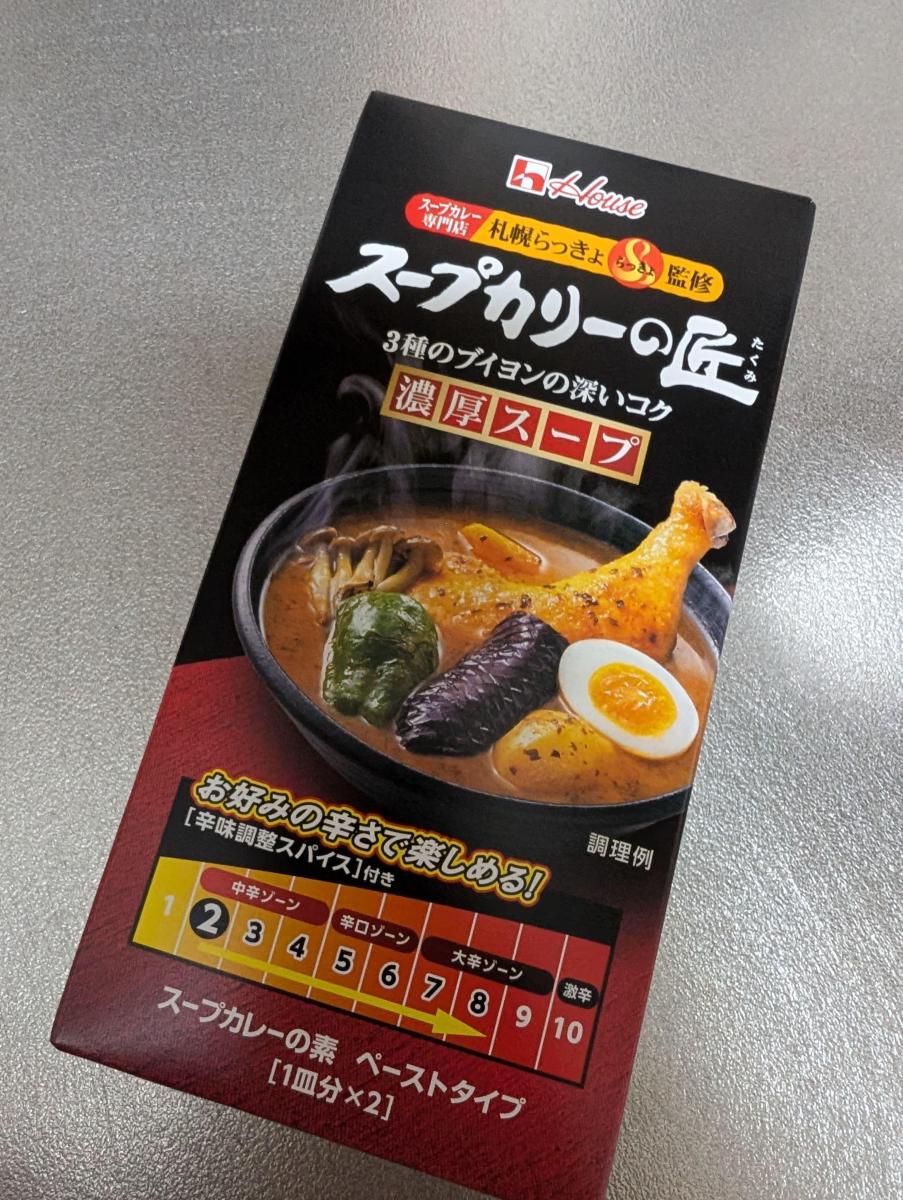 House
スープカレー
専門店
札幌らっきょ らっきょ 監修
スープカリーの匠
たくみ
3種のブイヨンの深いコク
濃厚スープ
調理例
お好みの辛さで楽しめる!
[辛味調整スパイス]付き
中辛ゾーン 辛口ゾーン 大辛ゾーン 激辛
1 2 3 4 5 6 7 8 9 10
スープカレーの素 ペーストタイプ
[1皿分×2]